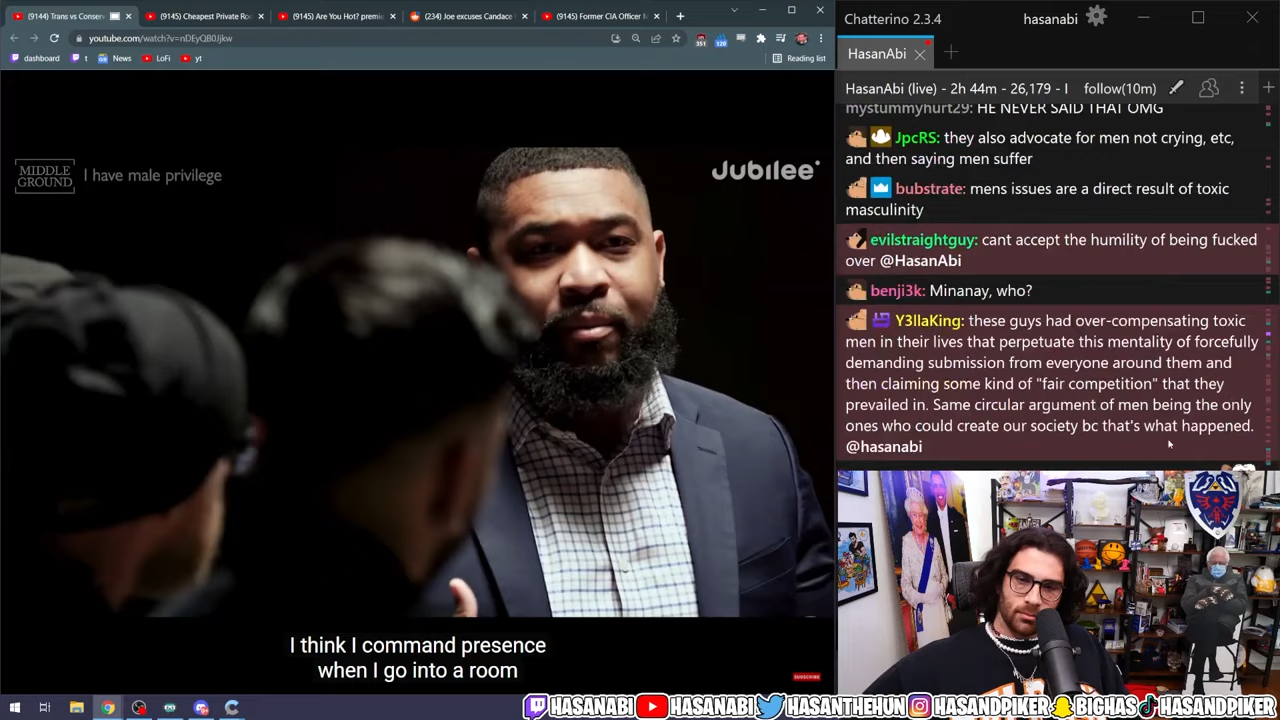 (9144) Trans vs Conserv
(9145) Cheapest Private Ro
(9145) Are You Hot? premie
(234) Joe excuses Candace
(9145) Former CIA Officer
youtube.com/watch?v=nDEyQB0Jjkw
351
120
dashboard
t
News
LoFi
yt
Reading list
MIDDLE
GROUND
I have male privilege
Jubilee
I think I command presence
when I go into a room
SUBSCRIBE
Chatterino 2.3.4
hasanabi
HasanAbi
HasanAbi (live) - 2h 44m - 26,179 - I
follow(10m)
mystummyhurt29: HE NEVER SAID THAT OMG
JpcRS: they also advocate for men not crying, etc,
and then saying men suffer
bubstrate: mens issues are a direct result of toxic
masculinity
evilstraightguy: cant accept the humility of being fucked
over @HasanAbi
benji3k: Minanay, who?
Y3llaKing: these guys had over-compensating toxic
men in their lives that perpetuate this mentality of forcefully
demanding submission from everyone around them and
then claiming some kind of "fair competition" that they
prevailed in. Same circular argument of men being the only
ones who could create our society bc that's what happened.
@hasanabi
HASANABI
HASANABI
HASANTHEHUN
HASANDPIKER
BIGHAS
HASANDPIKER